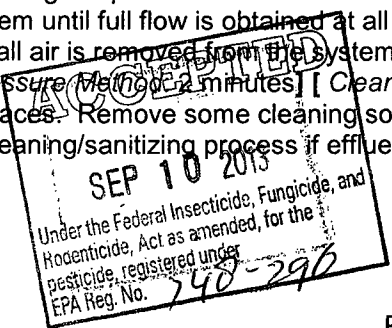 em until full flow is obtained at all
all air is removed from the system
ssure Method: 2 minutes] [ Clear
aces. Remove some cleaning so
eaning/sanitizing process if efflue
ACCEPTED
SEP 10 2013
Under the Federal Insecticide, Fungicide, and
Rodenticide, Act as amended, for the
pesticide, registered under
EPA Reg. No. 748-296